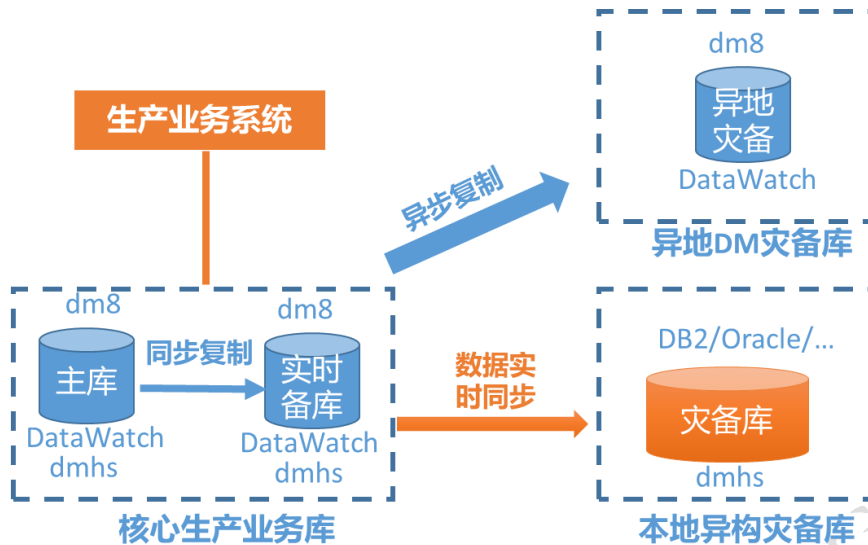 dm8
异地
灾备
DataWatch
异地DM灾备库
生产业务系统
异步复制
dm8
主库
DataWatch
dmhs
同步复制
dm8
实时
备库
DataWatch
dmhs
核心生产业务库
数据实
时同步
DB2/Oracle/...
灾备库
dmhs
本地异构灾备库